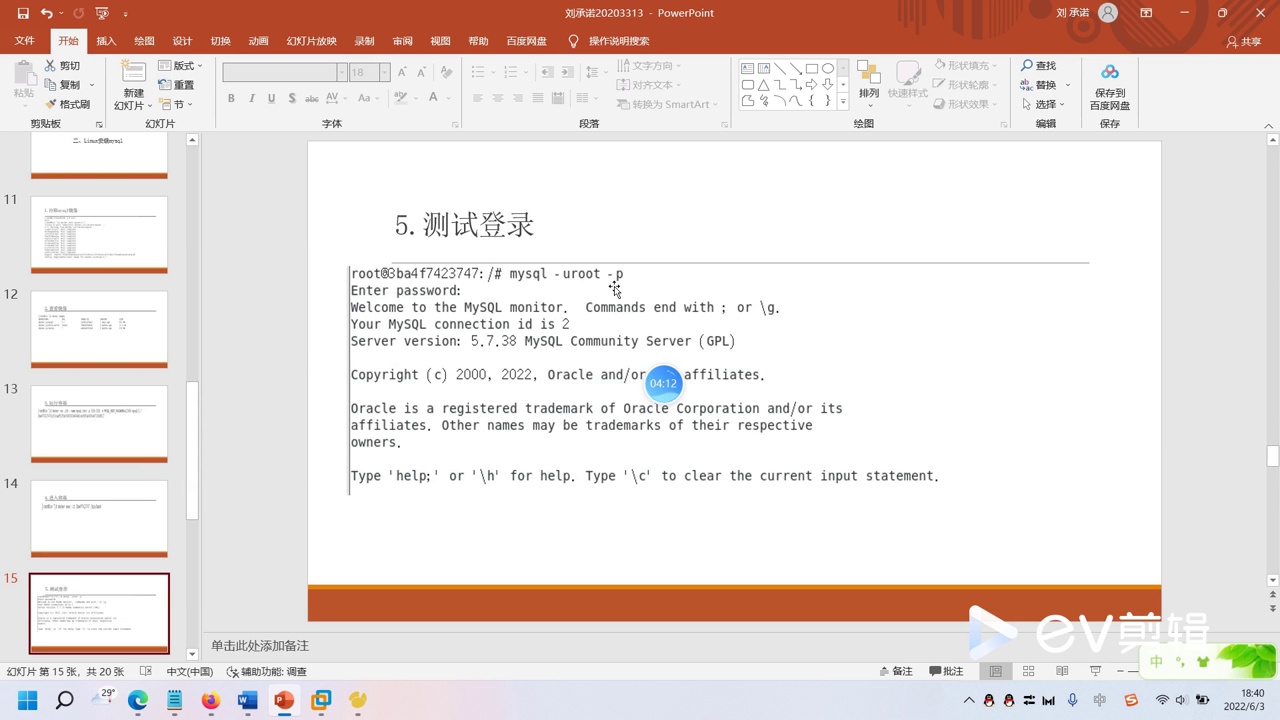 刘承诺20203313 - PowerPoint
刘 承诺
文件 开始 插入 绘图 设计 切换 动画 幻灯片放映 录制 审阅 视图 帮助 百度网盘 操作说明搜索 共享
粘贴
剪切
复制
格式刷
剪贴板
新建
幻灯片
版式
重置
节
幻灯片
18
B I U S abc AV Aa A
字体
文字方向
对齐文本
转换为 SmartArt
段落
排列
快速样式
形状填充
形状轮廓
形状效果
绘图
查找
替换
选择
编辑
保存到
百度网盘
保存
二、Linux安装mysql
11
12
13
14
15
5.测试登录
root@3ba4f7423747:/# mysql -uroot -p
Enter password:
Welcome to the MySQL monitor.  Commands end with ; or \g.
Your MySQL connection id is 2
Server version: 5.7.38 MySQL Community Server (GPL)
Copyright (c) 2000, 2022, Oracle and/or affiliates.
04:12
Oracle is a registered trademark of Oracle Corporation and/or its
affiliates. Other names may be trademarks of their respective
owners.
Type 'help;' or '\h' for help. Type '\c' to clear the current input statement.
EV剪辑
单击此处添加备注
中
幻灯片 第 15 张，共 20 张 中文(中国) 辅助功能: 调查 备注 批注
29°
中
18:40
2022/6/3